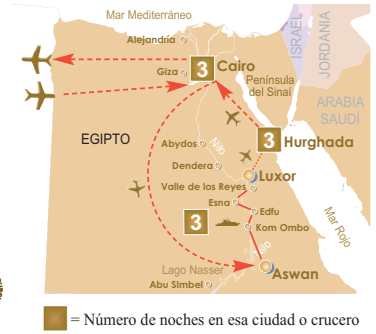 Mar Mediterráneo
Alejandría
3 Cairo
Giza
ISRAEL
JORDANIA
Península
del Sinaí
ARABIA
SAUDÍ
EGIPTO
Nilo
3 Hurghada
Abydos
Dendera
Luxor
Valle de los Reyes
Esna
Edfu
3
Kom Ombo
Mar Rojo
Lago Nasser
Aswan
Abu Simbel
= Número de noches en esa ciudad o crucero